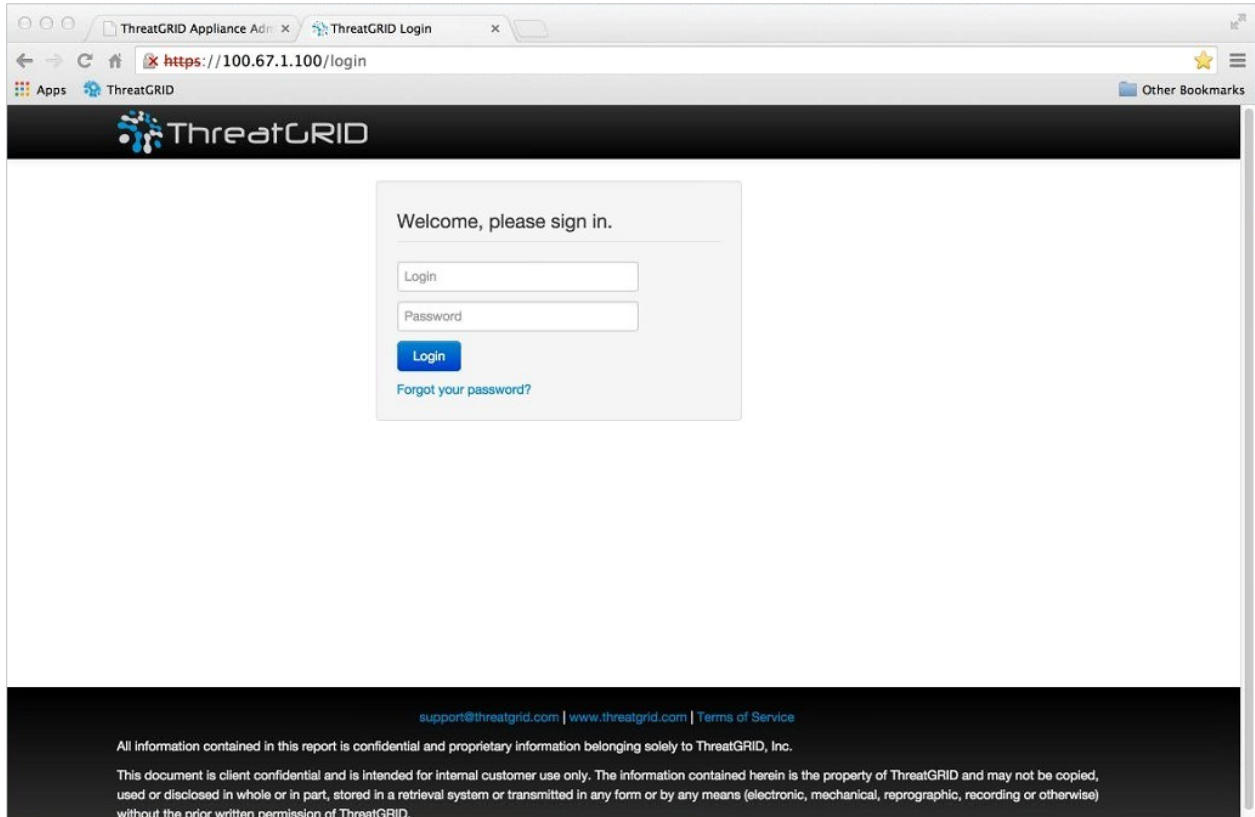 ThreatGRID Appliance Adm
ThreatGRID Login
https://100.67.1.100/login
Apps
ThreatGRID
Other Bookmarks
ThreatGRID
Welcome, please sign in.
Login
Password
Login
Forgot your password?
support@threatgrid.com | www.threatgrid.com | Terms of Service
All information contained in this report is confidential and proprietary information belonging solely to ThreatGRID, Inc.
This document is client confidential and is intended for internal customer use only. The information contained herein is the property of ThreatGRID and may not be copied,
used or disclosed in whole or in part, stored in a retrieval system or transmitted in any form or by any means (electronic, mechanical, reprographic, recording or otherwise)
without the prior written permission of ThreatGRID.